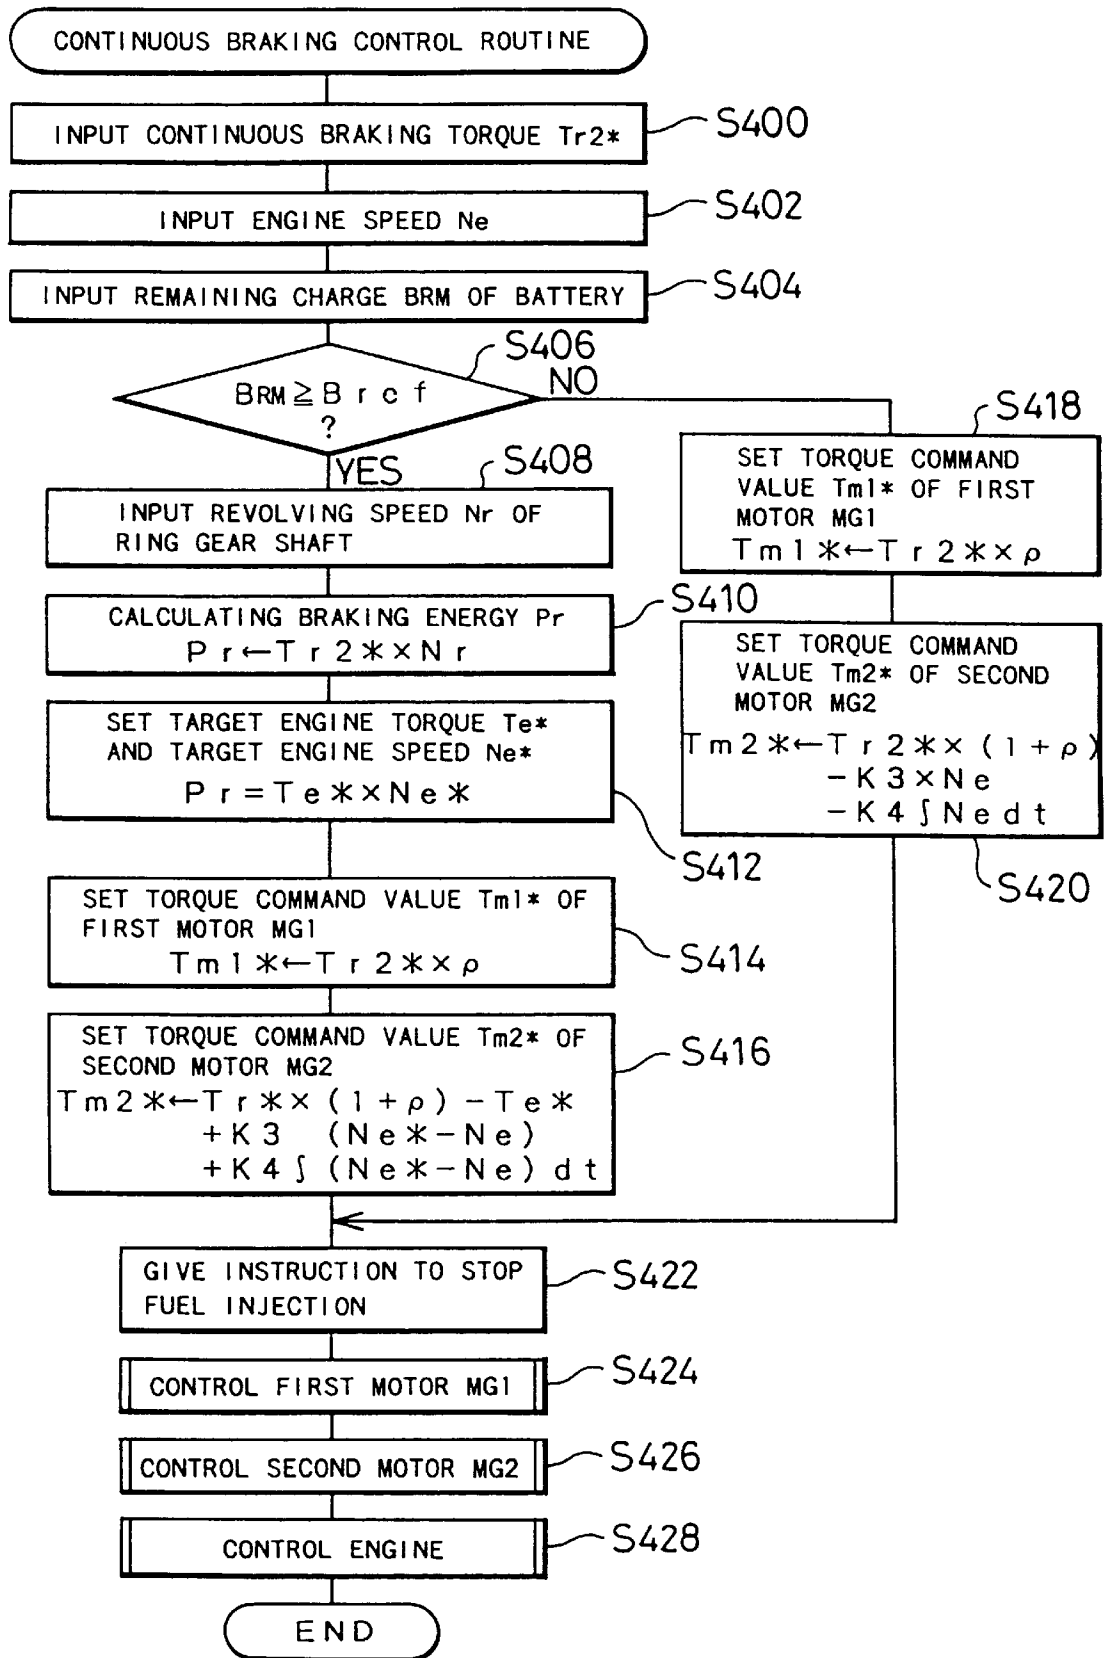 CONTINUOUS BRAKING CONTROL ROUTINE
INPUT CONTINUOUS BRAKING TORQUE Tr2*
S400
INPUT ENGINE SPEED Ne
S402
INPUT REMAINING CHARGE BRM OF BATTERY
S404
BRM ≧ Brcf
?
S406
NO
YES
S408
INPUT REVOLVING SPEED Nr OF
RING GEAR SHAFT
CALCULATING BRAKING ENERGY Pr
Pr←Tr2*×Nr
S410
SET TARGET ENGINE TORQUE Te*
AND TARGET ENGINE SPEED Ne*
Pr=Te*×Ne*
S412
SET TORQUE COMMAND VALUE Tm1* OF
FIRST MOTOR MG1
Tm1*←Tr2*×ρ
S414
SET TORQUE COMMAND VALUE Tm2* OF
SECOND MOTOR MG2
Tm2*←Tr*×(1+ρ)-Te*
+K3 (Ne*-Ne)
+K4∫(Ne*-Ne)dt
S416
S418
SET TORQUE COMMAND
VALUE Tm1* OF FIRST
MOTOR MG1
Tm1*←Tr2*×ρ
SET TORQUE COMMAND
VALUE Tm2* OF SECOND
MOTOR MG2
Tm2*←Tr2*×(1+ρ)
-K3×Ne
-K4∫Nedt
S420
GIVE INSTRUCTION TO STOP
FUEL INJECTION
S422
CONTROL FIRST MOTOR MG1
S424
CONTROL SECOND MOTOR MG2
S426
CONTROL ENGINE
S428
END